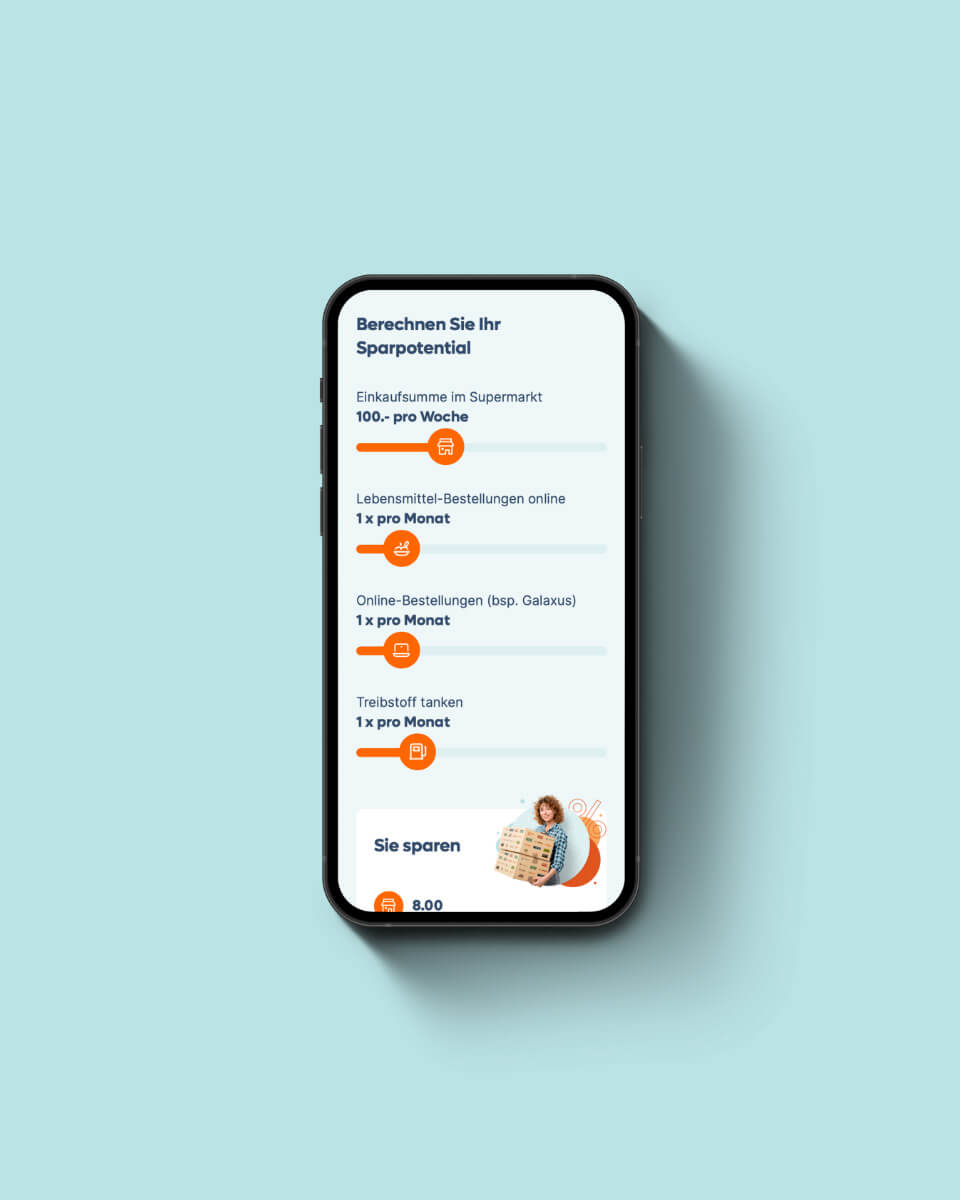 Berechnen Sie Ihr
Sparpotential
Einkaufsumme im Supermarkt
100.- pro Woche
Lebensmittel-Bestellungen online
1 x pro Monat
Online-Bestellungen (bsp. Galaxus)
1 x pro Monat
Treibstoff tanken
1 x pro Monat
%
Sie sparen
8.00